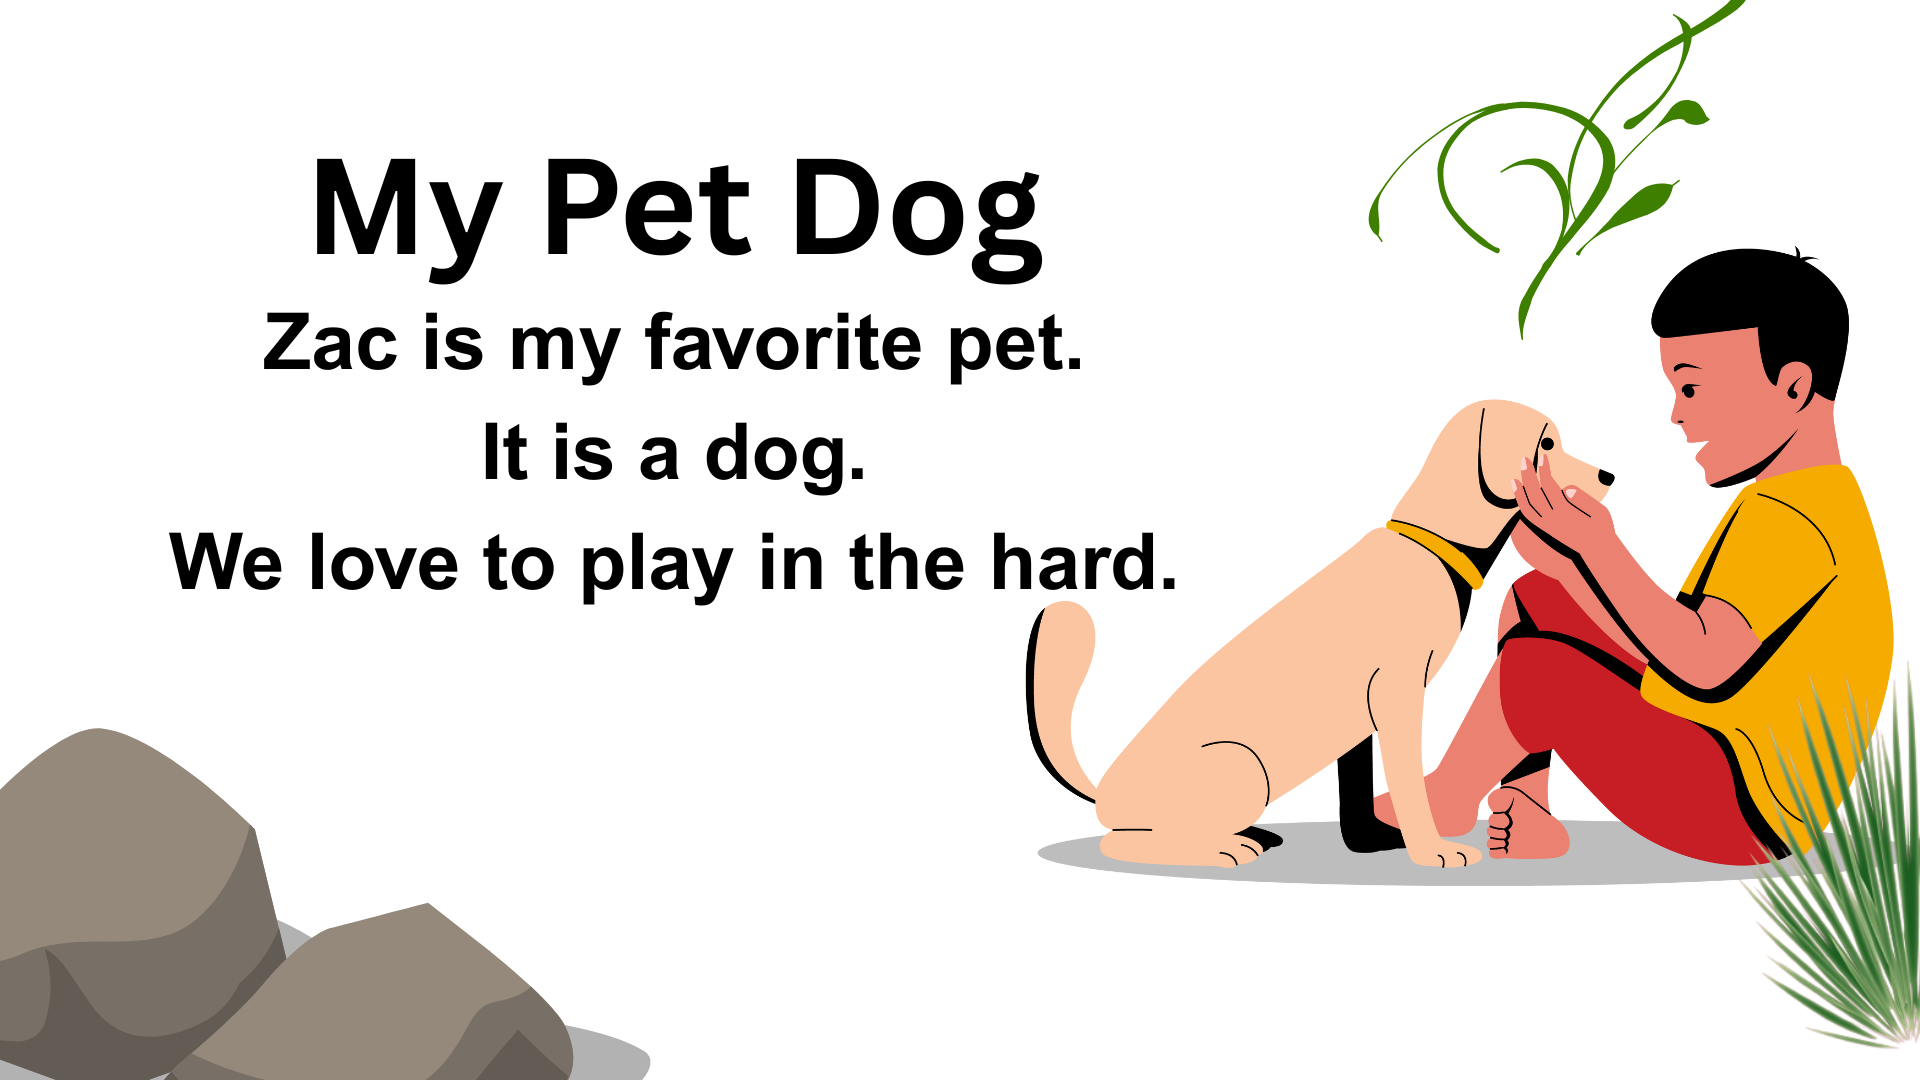 My Pet Dog
Zac is my favorite pet.
It is a dog.
We love to play in the hard.